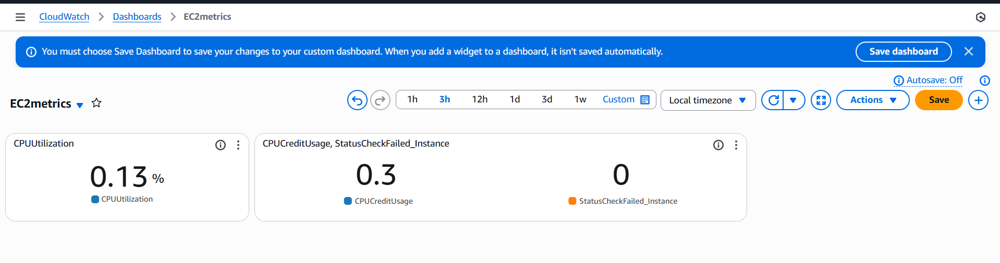 CloudWatch Dashboards EC2metrics
You must choose Save Dashboard to save your changes to your custom dashboard. When you add a widget to a dashboard, it isn't saved automatically. Save dashboard
Autosave: Off
EC2metrics 1h 3h 12h 1d 3d 1w Custom Local timezone Actions Save
CPUUtilization
0.13 %
CPUUtilization
CPUCreditUsage, StatusCheckFailed_Instance
0.3 0
CPUCreditUsage StatusCheckFailed_Instance